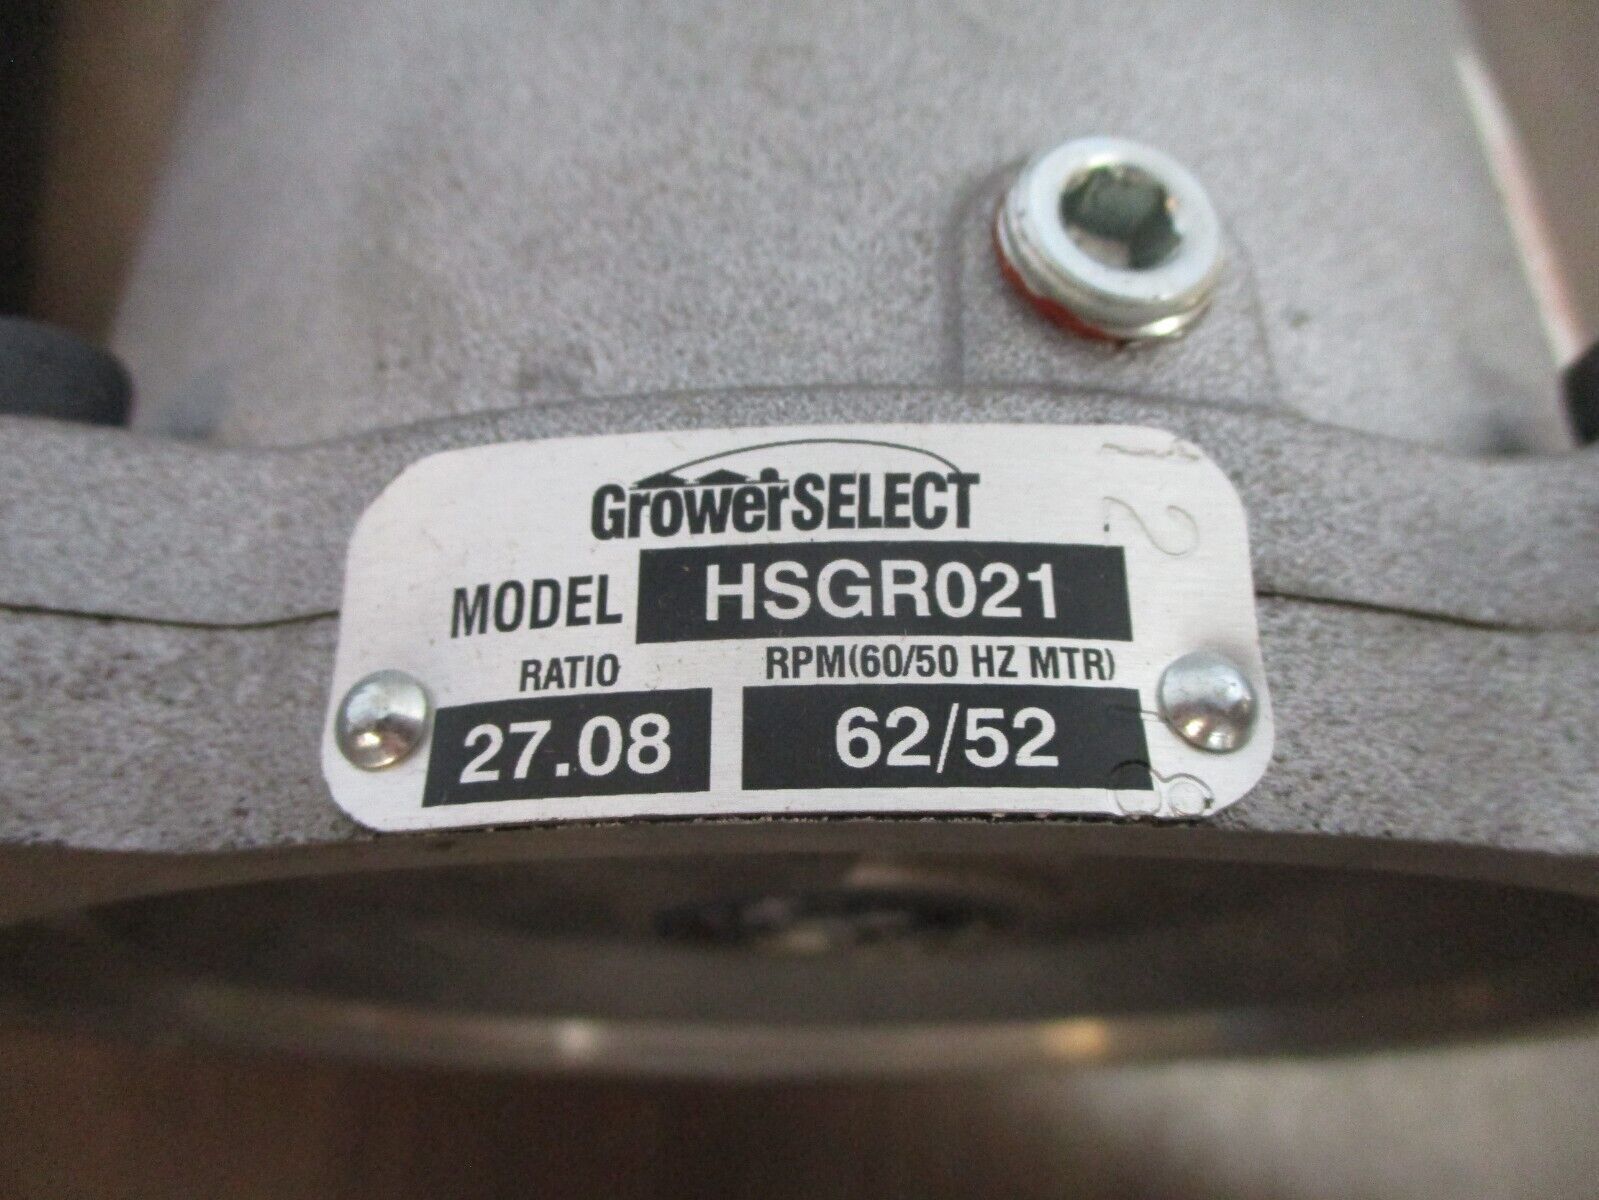 GrowerSELECT
MODEL HSGR021
RATIO RPM(60/50 HZ MTR)
27.08 62/52